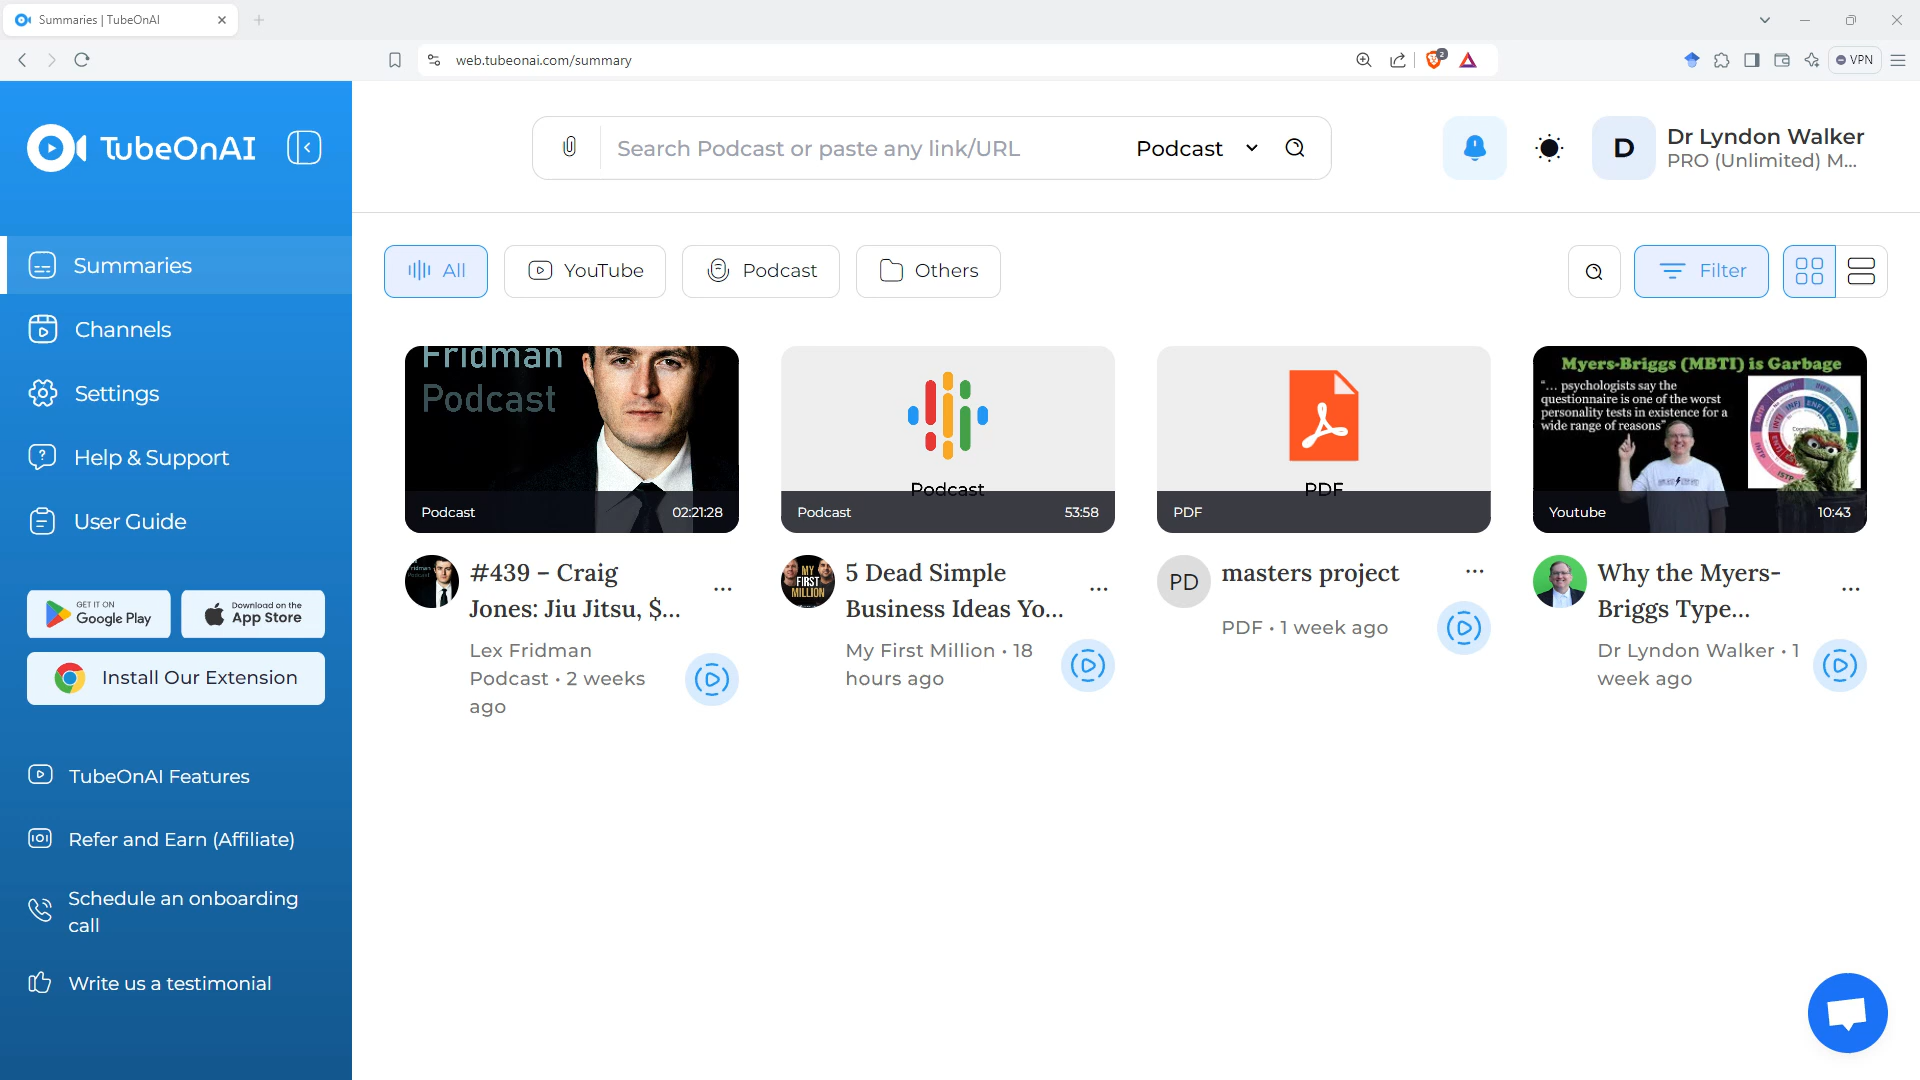 Summaries | TubeOnAI
web.tubeonai.com/summary
2
VPN
TubeOnAI
Search Podcast or paste any link/URL
Podcast
D
Dr Lyndon Walker
PRO (Unlimited) M...
Summaries
Channels
Settings
Help & Support
User Guide
GET IT ON
Google Play
Download on the
App Store
Install Our Extension
TubeOnAI Features
Refer and Earn (Affiliate)
Schedule an onboarding
call
Write us a testimonial
All
YouTube
Podcast
Others
Filter
Fridman
Podcast
Podcast
02:21:28
#439 – Craig
Jones: Jiu Jitsu, $...
Lex Fridman
Podcast • 2 weeks
ago
Podcast
Podcast
53:58
MY
FIRST
MILLION
5 Dead Simple
Business Ideas Yo...
My First Million • 18
hours ago
PDF
PDF
PD
masters project
PDF • 1 week ago
Myers-Briggs (MBTI) is Garbage
“... psychologists say the
questionnaire is one of the worst
personality tests in existence for a
wide range of reasons”
Youtube
10:43
Why the Myers-
Briggs Type...
Dr Lyndon Walker • 1
week ago